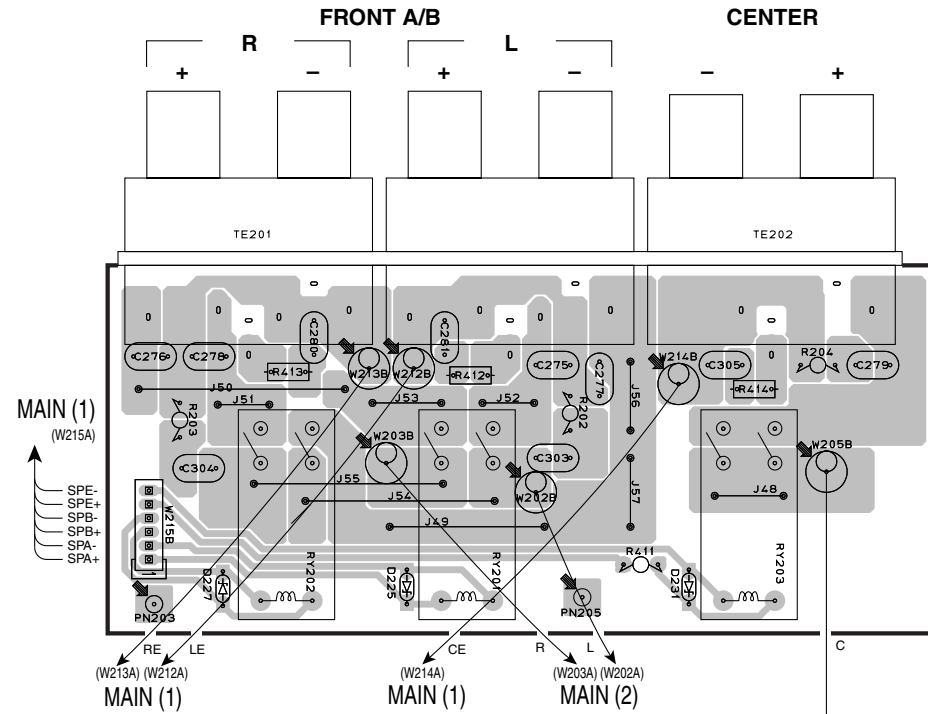 FRONT A/B CENTER
R L
+ – + – – +
TE201 TE202
C280 C281
C276 C278 W213B W212B C275 W214B C305 R204 C279
R413 R412 C277 R414
J50 J56
J51 J53 J52
MAIN (1)
(W215A)
R203 R202
W203B W205B
C304 C303
J55 W202B J57
SPE- J54 J48
SPE+
SPB- W215B J49
SPB+
SPA-
SPA+ R411
RY202 RY201 RY203
D227 D225 D231
PN203 PN205
RE LE CE R L C
(W213A) (W212A) (W214A) (W203A) (W202A)
MAIN (1) MAIN (1) MAIN (2)